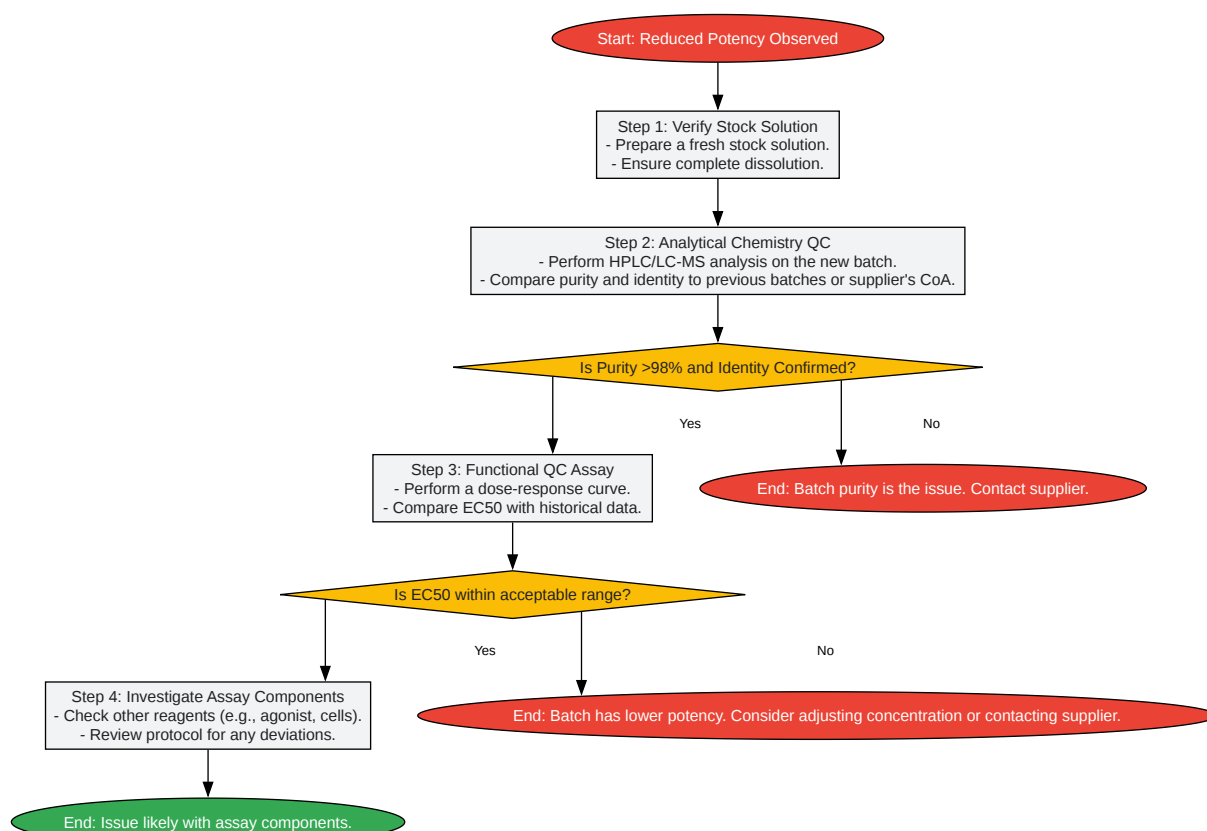 Start: Reduced Potency Observed
Step 1: Verify Stock Solution
- Prepare a fresh stock solution.
- Ensure complete dissolution.
Step 2: Analytical Chemistry QC
- Perform HPLC/LC-MS analysis on the new batch.
- Compare purity and identity to previous batches or supplier's CoA.
Is Purity >98% and Identity Confirmed?
Yes
No
Step 3: Functional QC Assay
- Perform a dose-response curve.
- Compare EC50 with historical data.
End: Batch purity is the issue. Contact supplier.
Is EC50 within acceptable range?
Yes
No
Step 4: Investigate Assay Components
- Check other reagents (e.g., agonist, cells).
- Review protocol for any deviations.
End: Batch has lower potency. Consider adjusting concentration or contacting supplier.
End: Issue likely with assay components.